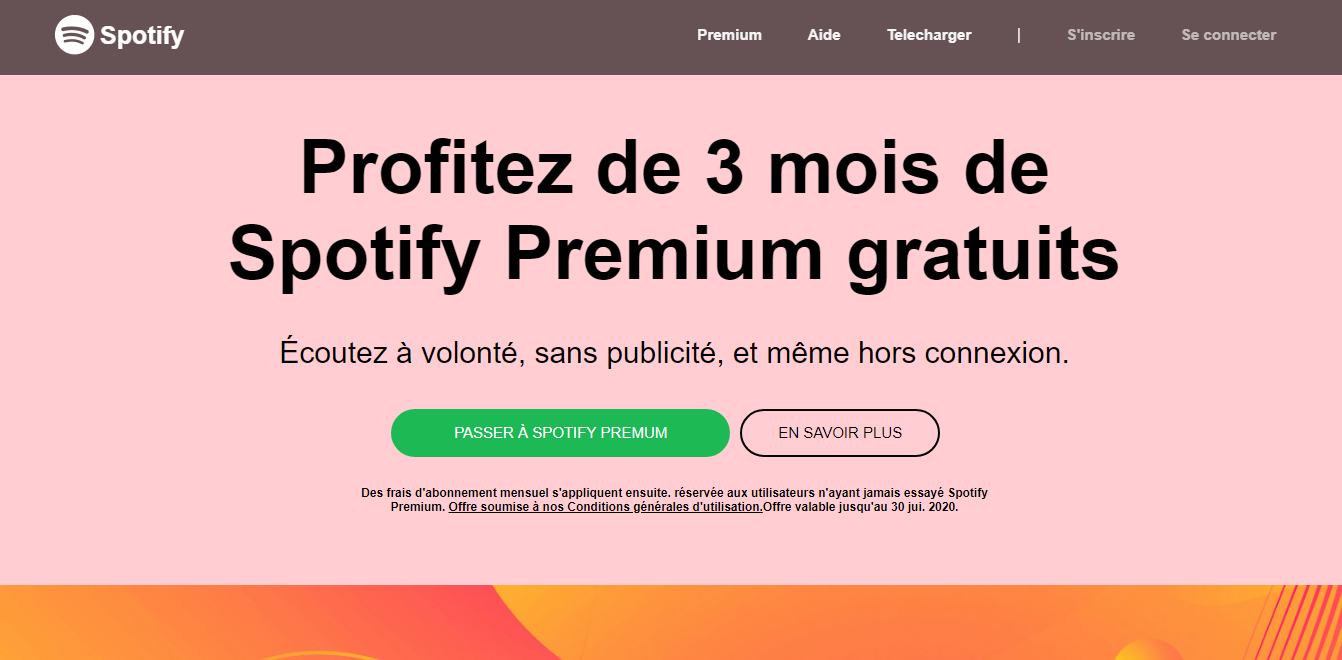 Spotify Premium Aide Telecharger | S'inscrire Se connecter
Profitez de 3 mois de
Spotify Premium gratuits
Écoutez à volonté, sans publicité, et même hors connexion.
PASSER À SPOTIFY PREMUM EN SAVOIR PLUS
Des frais d'abonnement mensuel s'appliquent ensuite. réservée aux utilisateurs n'ayant jamais essayé Spotify
Premium. Offre soumise à nos Conditions générales d'utilisation.Offre valable jusqu'au 30 jui. 2020.